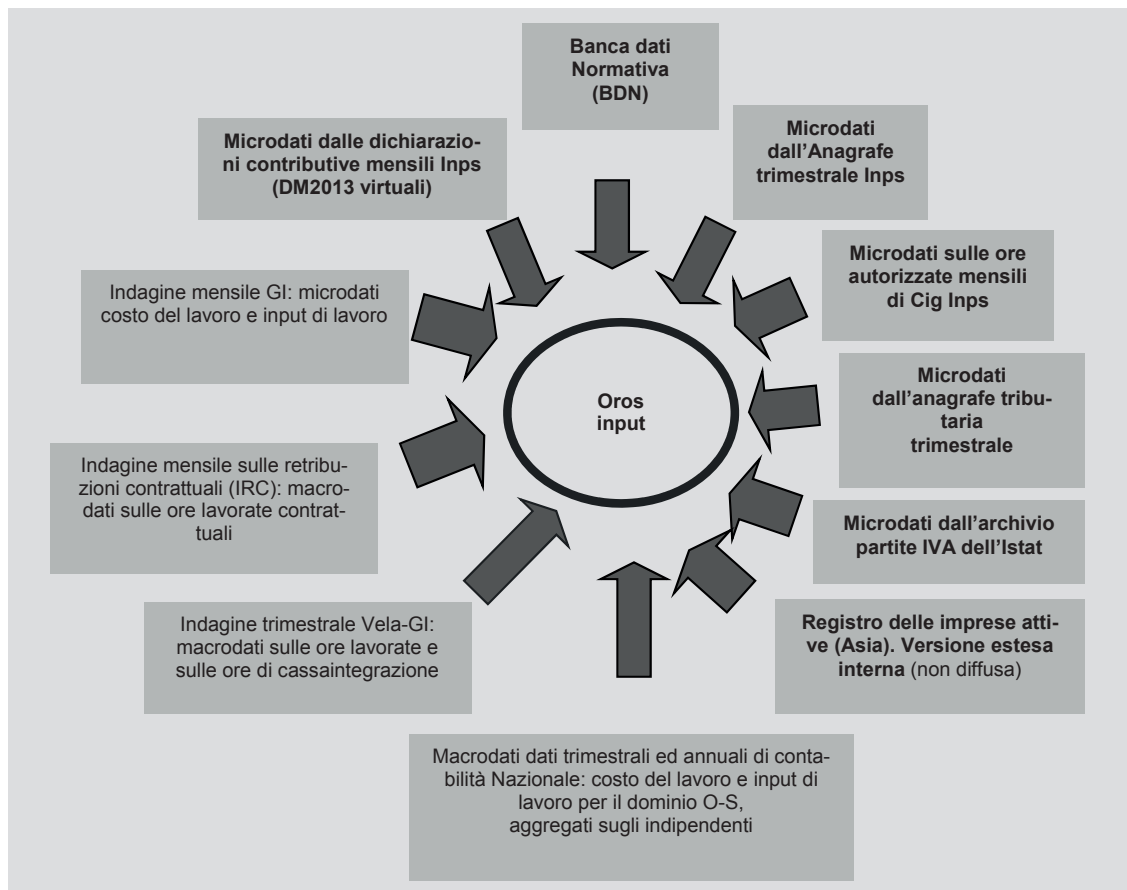 Banca dati
Normativa
(BDN)
Microdati dalle dichiarazio-
ni contributive mensili Inps
(DM2013 virtuali)
Microdati
dall'Anagrafe
trimestrale Inps
Microdati sulle ore
autorizzate mensili
di Cig Inps
Indagine mensile GI: microdati
costo del lavoro e input di lavoro
Microdati
dall'anagrafe tribu-
taria
trimestrale
Oros
input
Indagine mensile sulle retribu-
zioni contrattuali (IRC): macro-
dati sulle ore lavorate contrat-
tuali
Microdati dall'archivio
partite IVA dell'Istat
Indagine trimestrale Vela-GI:
macrodati sulle ore lavorate e
sulle ore di cassaintegrazione
Registro delle imprese atti-
ve (Asia). Versione estesa
interna (non diffusa)
Macrodati dati trimestrali ed annuali di conta-
bilità Nazionale: costo del lavoro e input di
lavoro per il dominio O-S,
aggregati sugli indipendenti